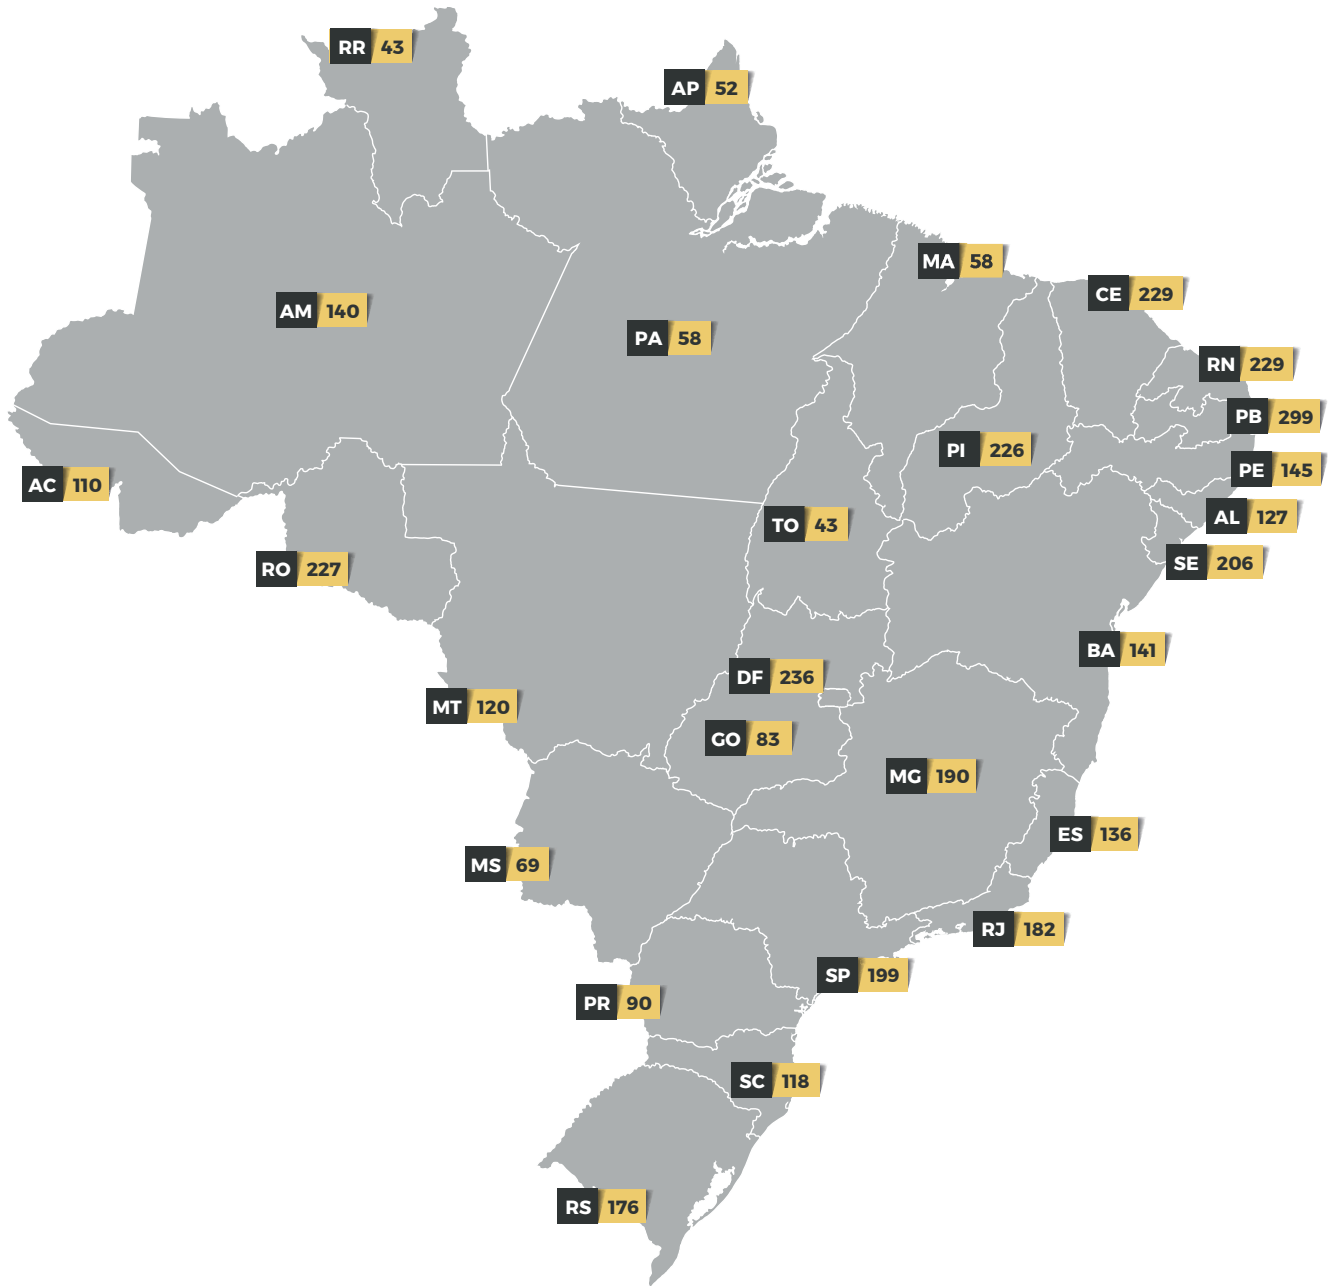 RR 43
AP 52
MA 58
CE 229
AM 140
PA 58
RN 229
PB 299
PI 226
PE 145
AC 110
AL 127
TO 43
SE 206
RO 227
BA 141
DF 236
MT 120
GO 83
MG 190
ES 136
MS 69
RJ 182
SP 199
PR 90
SC 118
RS 176